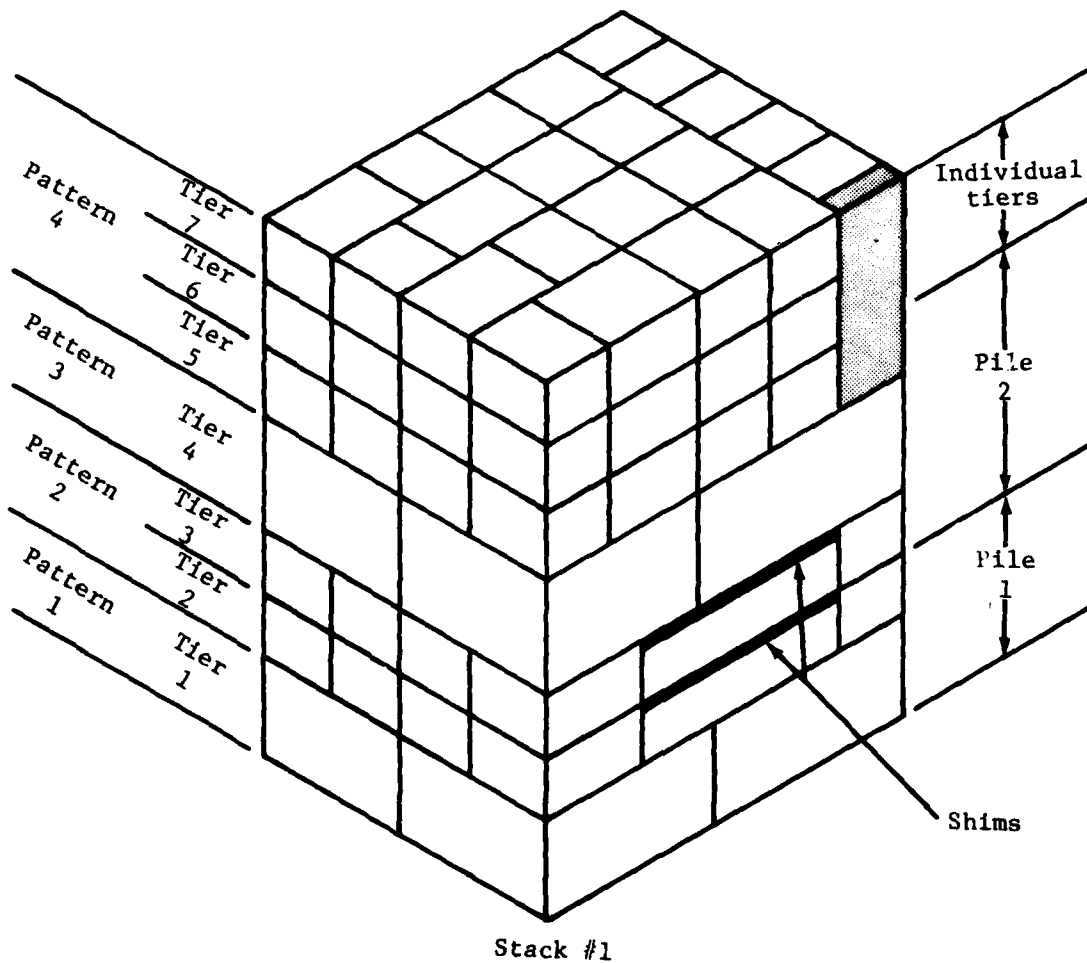 Pattern
4
Tier
7
Tier
6
Tier
5
Pattern
3
Tier
4
Pattern
2
Tier
3
Tier
2
Pattern
1
Tier
1
Individual
tiers
Pile
2
Pile
1
Shims
Stack #1